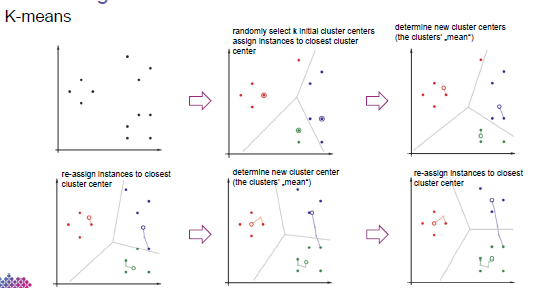 K-means
randomly select k initial cluster centers
assign instances to closest cluster
center
determine new cluster centers
(the clusters' „mean“)
re-assign instances to closest
cluster center
determine new cluster center
(the clusters' „mean“)
re-assign instances to closest
cluster center